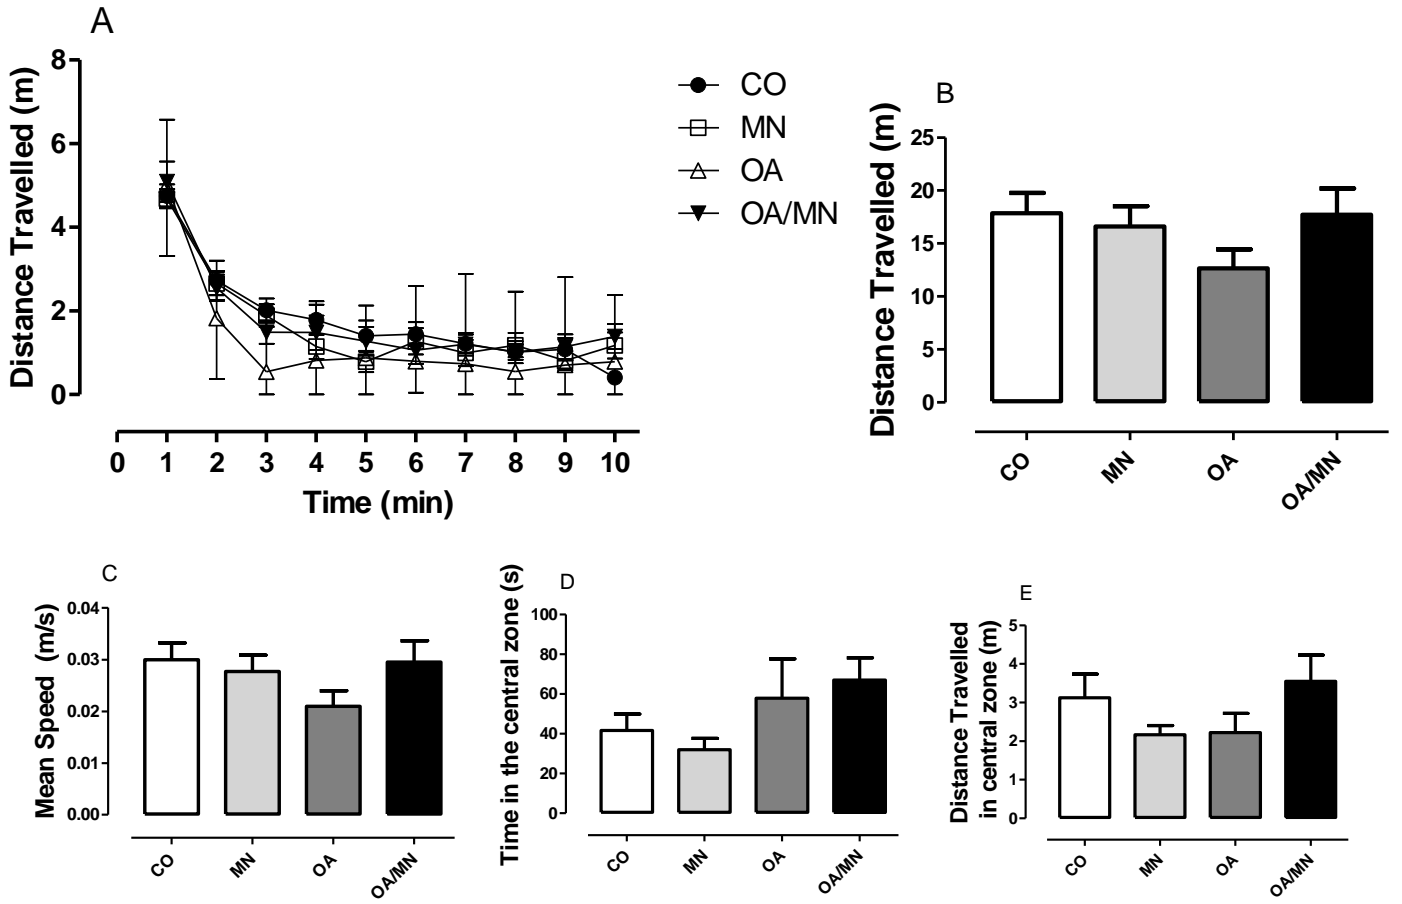 A
Distance Travelled (m)
8
6
4
2
0
0 1 2 3 4 5 6 7 8 9 10
Time (min)
CO
MN
OA
OA/MN
B
Distance Travelled (m)
25
20
15
10
5
0
CO MN OA OA/MN
C
Mean Speed (m/s)
0.04
0.03
0.02
0.01
0.00
CO MN OA OA/MN
D
Time in the central zone (s)
100
80
60
40
20
0
CO MN OA OA/MN
E
Distance Travelled
in central zone (m)
5
4
3
2
1
0
CO MN OA OA/MN